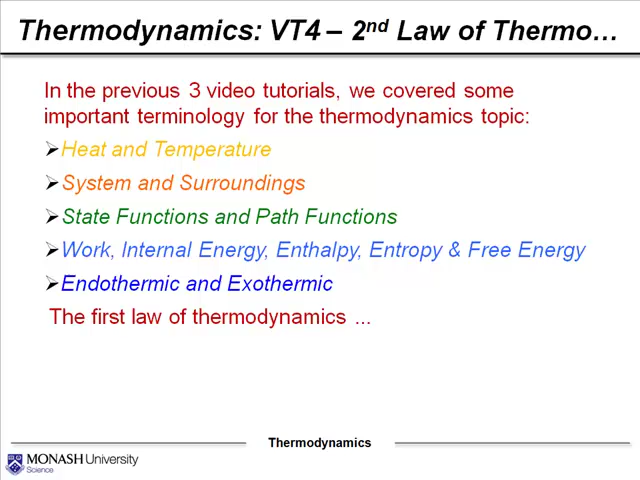 Thermodynamics: VT4 – 2nd Law of Thermo…
In the previous 3 video tutorials, we covered some
important terminology for the thermodynamics topic:
➢Heat and Temperature
➢System and Surroundings
➢State Functions and Path Functions
➢Work, Internal Energy, Enthalpy, Entropy & Free Energy
➢Endothermic and Exothermic
The first law of thermodynamics ...
Thermodynamics
MONASH University
Science